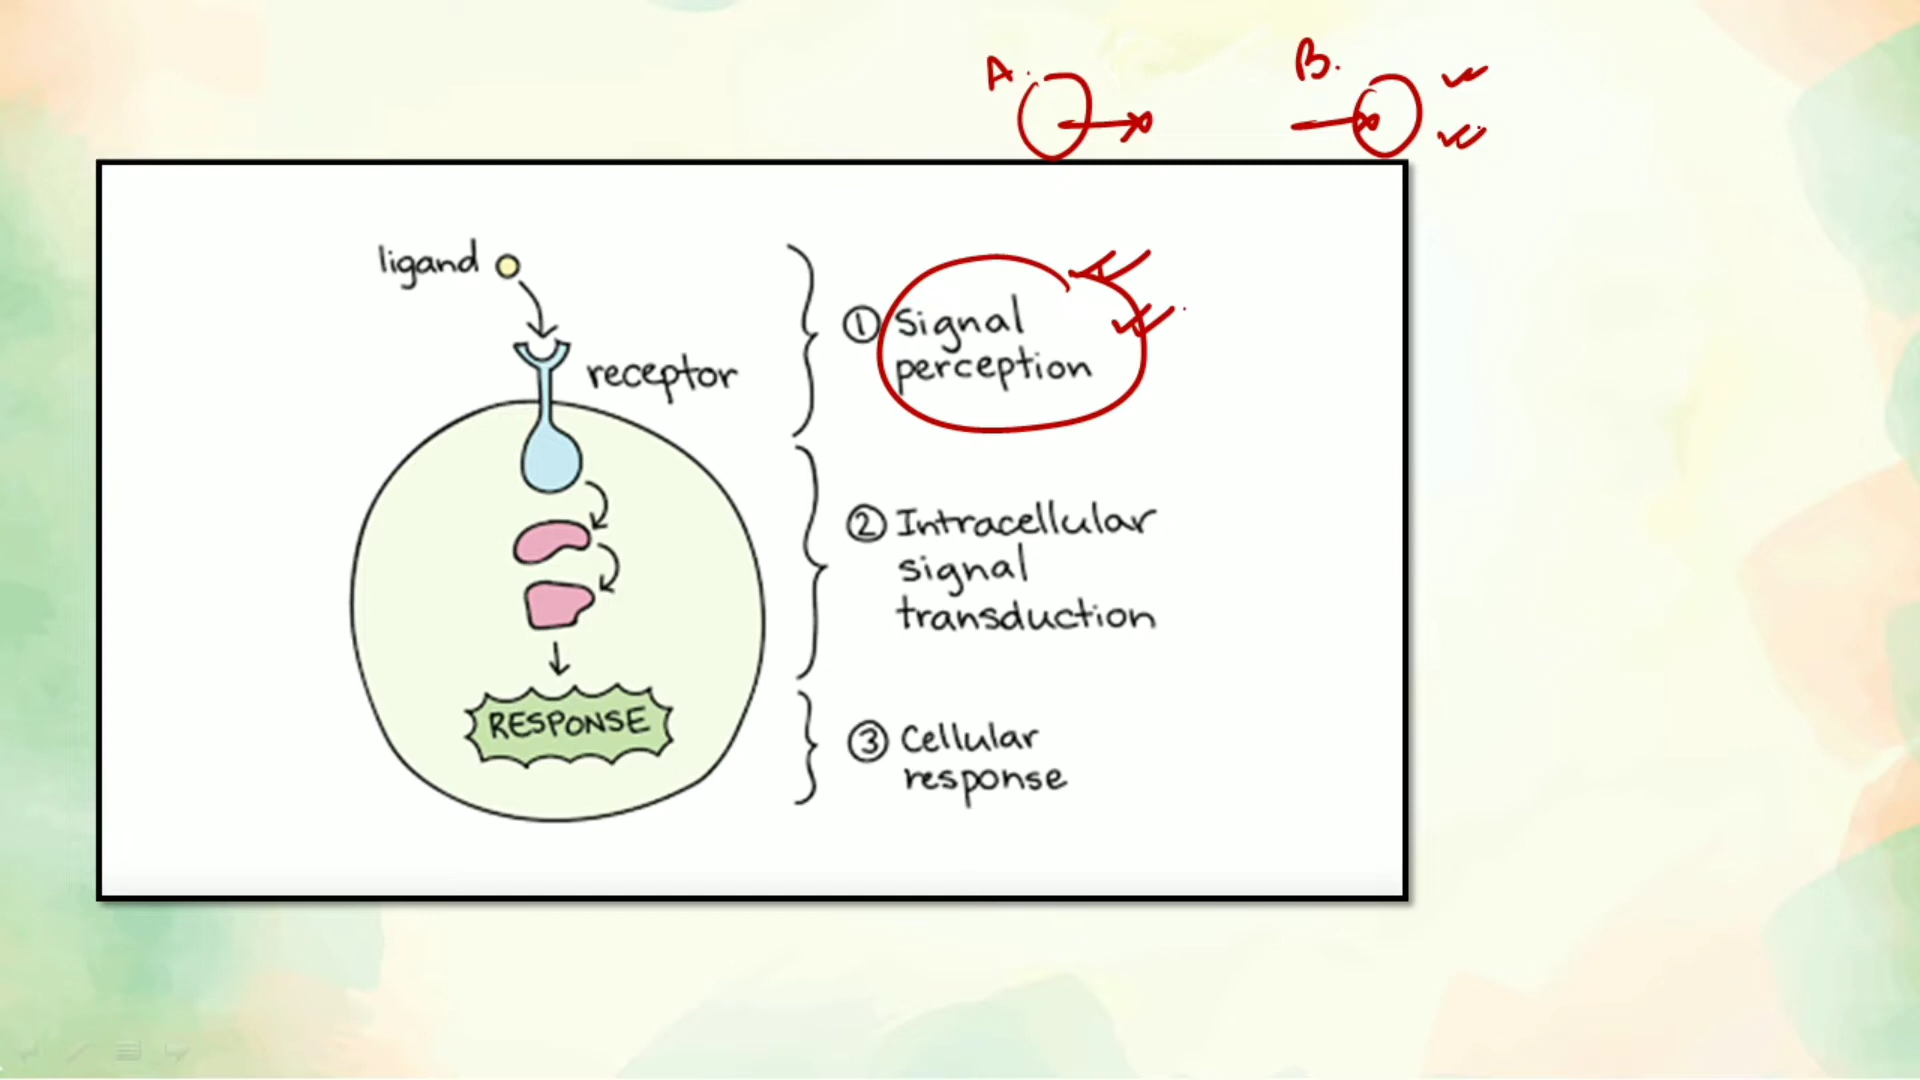 A.
B.
ligand
receptor
① Signal
perception
② Intracellular
signal
transduction
RESPONSE
③ Cellular
response